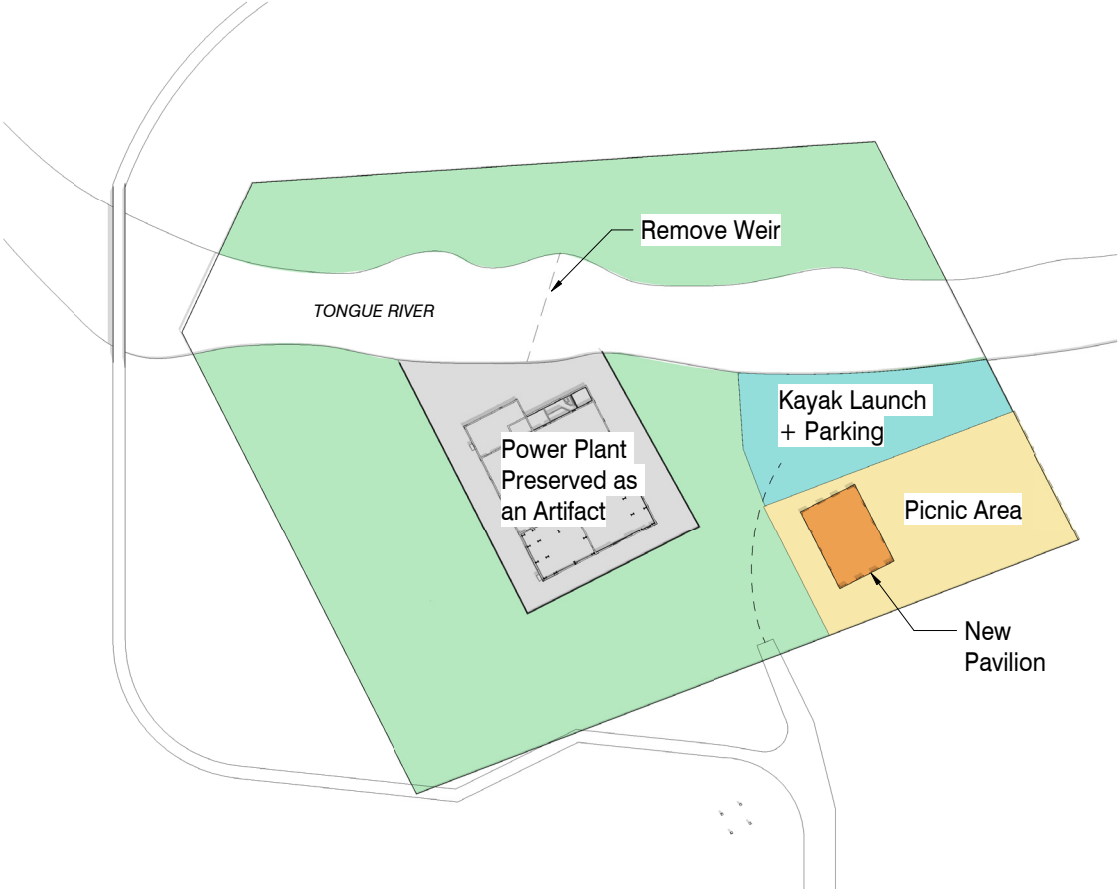 Remove Weir
TONGUE RIVER
Kayak Launch
+ Parking
Power Plant
Preserved as
an Artifact
Picnic Area
New
Pavilion